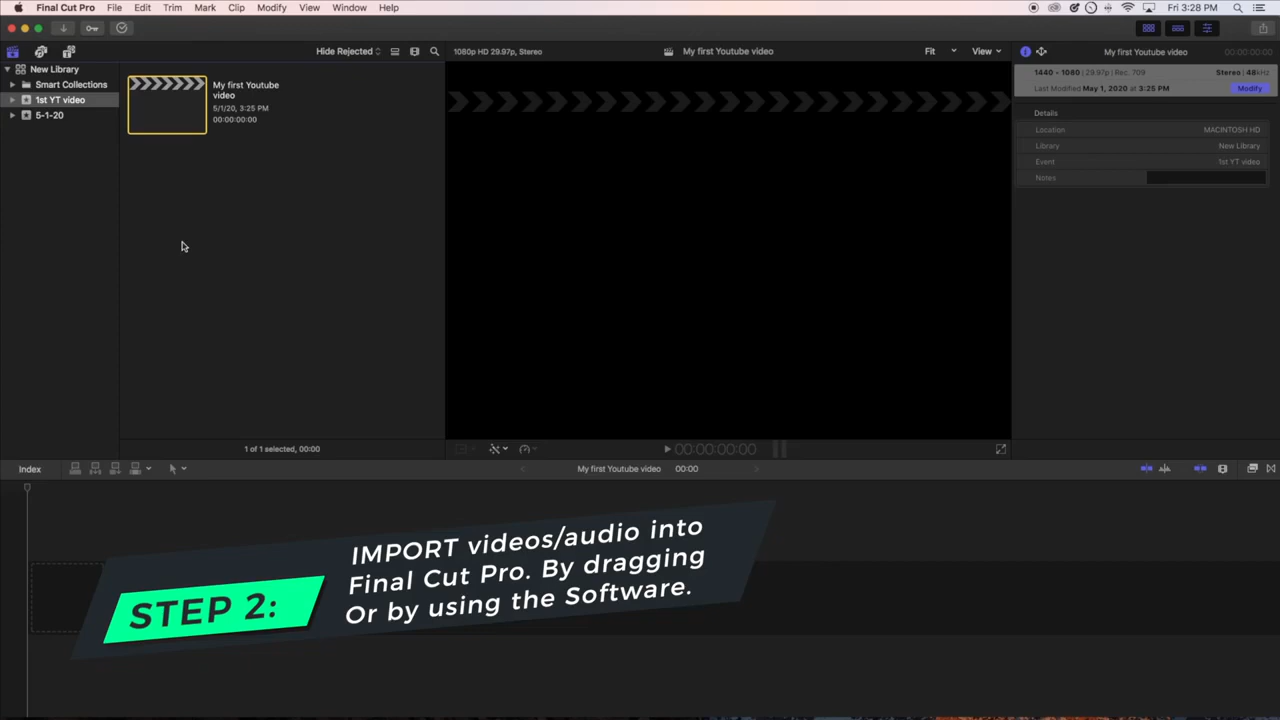 Final Cut Pro File Edit Trim Mark Clip Modify View Window Help Fri 3:28 PM
Hide Rejected 1080p HD 29.97p, Stereo My first Youtube video Fit View My first Youtube video 00:00:00:00
New Library
Smart Collections
1st YT video
5-1-20
My first Youtube
video
5/1/20, 3:25 PM
00:00:00:00
1440 × 1080 | 29.97p | Rec. 709 Stereo | 48kHz
Last Modified May 1, 2020 at 3:25 PM Modify
Details
Location MACINTOSH HD
Library New Library
Event 1st YT video
Notes
1 of 1 selected, 00:00
00:00:00:00
Index My first Youtube video 00:00
STEP 2:
IMPORT videos/audio into
Final Cut Pro. By dragging
Or by using the Software.